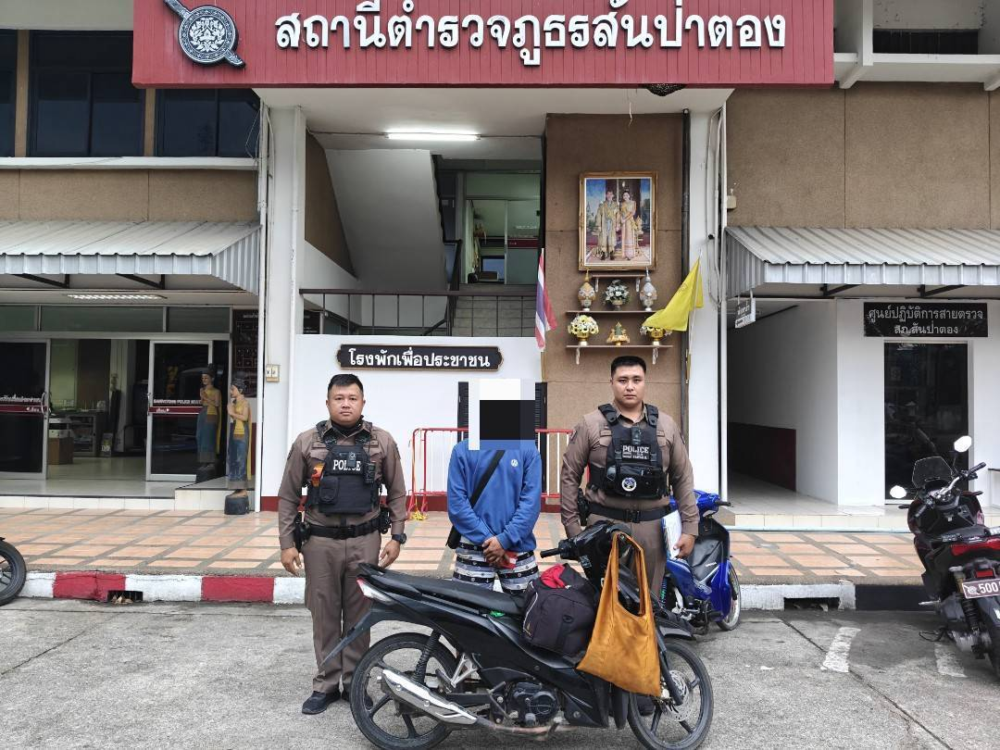 สถานีตำรวจภูธรสันป่าตอง
โรงพักเพื่อประชาชน
ศูนย์ปฏิบัติการสายตรวจ
สภ.สันป่าตอง
POLICE
POLICE
500